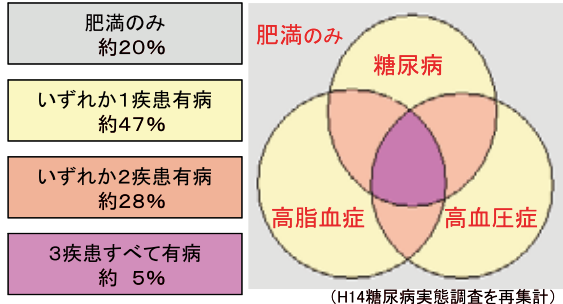 肥満のみ
約20%
いずれか1疾患有病
約47%
いずれか2疾患有病
約28%
3疾患すべて有病
約 5%
肥満のみ
糖尿病
高脂血症
高血圧症
(H14糖尿病実態調査を再集計)